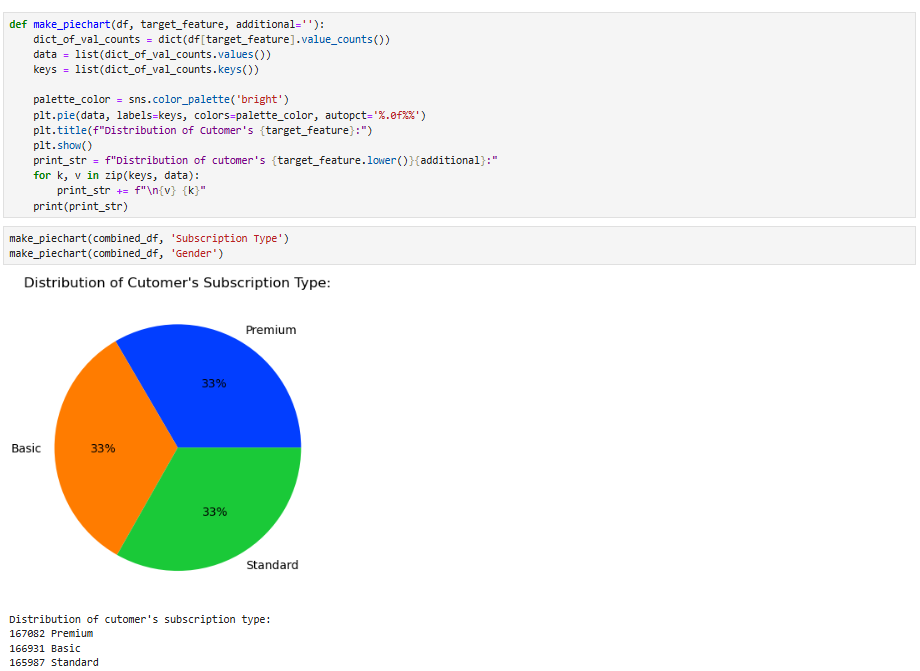 def make_piechart(df, target_feature, additional=''):
    dict_of_val_counts = dict(df[target_feature].value_counts())
    data = list(dict_of_val_counts.values())
    keys = list(dict_of_val_counts.keys())
    palette_color = sns.color_palette('bright')
    plt.pie(data, labels=keys, colors=palette_color, autopct='%.0f%%')
    plt.title(f"Distribution of Cutomer's {target_feature}:")
    plt.show()
    print_str = f"Distribution of cutomer's {target_feature.lower()}{additional}:"
    for k, v in zip(keys, data):
        print_str += f"\n{v} {k}"
    print(print_str)
make_piechart(combined_df, 'Subscription Type')
make_piechart(combined_df, 'Gender')
Distribution of Cutomer's Subscription Type:
Premium
33%
Basic
33%
33%
Standard
Distribution of cutomer's subscription type:
167082 Premium
166931 Basic
165987 Standard